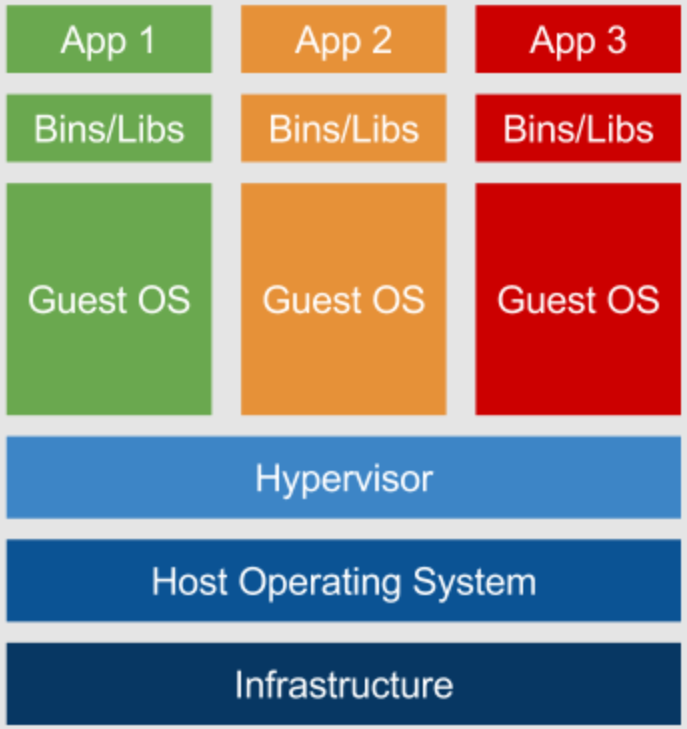 App 1
App 2
App 3
Bins/Libs
Bins/Libs
Bins/Libs
Guest OS
Guest OS
Guest OS
Hypervisor
Host Operating System
Infrastructure